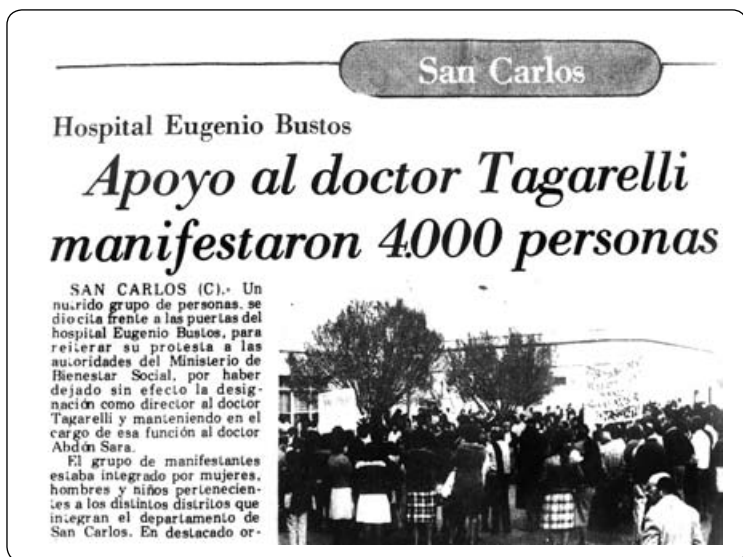 San Carlos
Hospital Eugenio Bustos
Apoyo al doctor Tagarelli
manifestaron 4.000 personas
SAN CARLOS (C).- Un
nutrido grupo de personas, se
dio cita frente a las puertas del
hospital Eugenio Bustos, para
reiterar su protesta a las
autoridades del Ministerio de
Bienestar Social, por haber
dejado sin efecto la desig-
nación como director al doctor
Tagarelli y manteniendo en el
cargo de esa función al doctor
Abdón Sara.
El grupo de manifestantes
estaba integrado por mujeres,
hombres y niños pertenecien-
tes a los distintos distritos que
integran el departamento de
San Carlos. En destacado or-